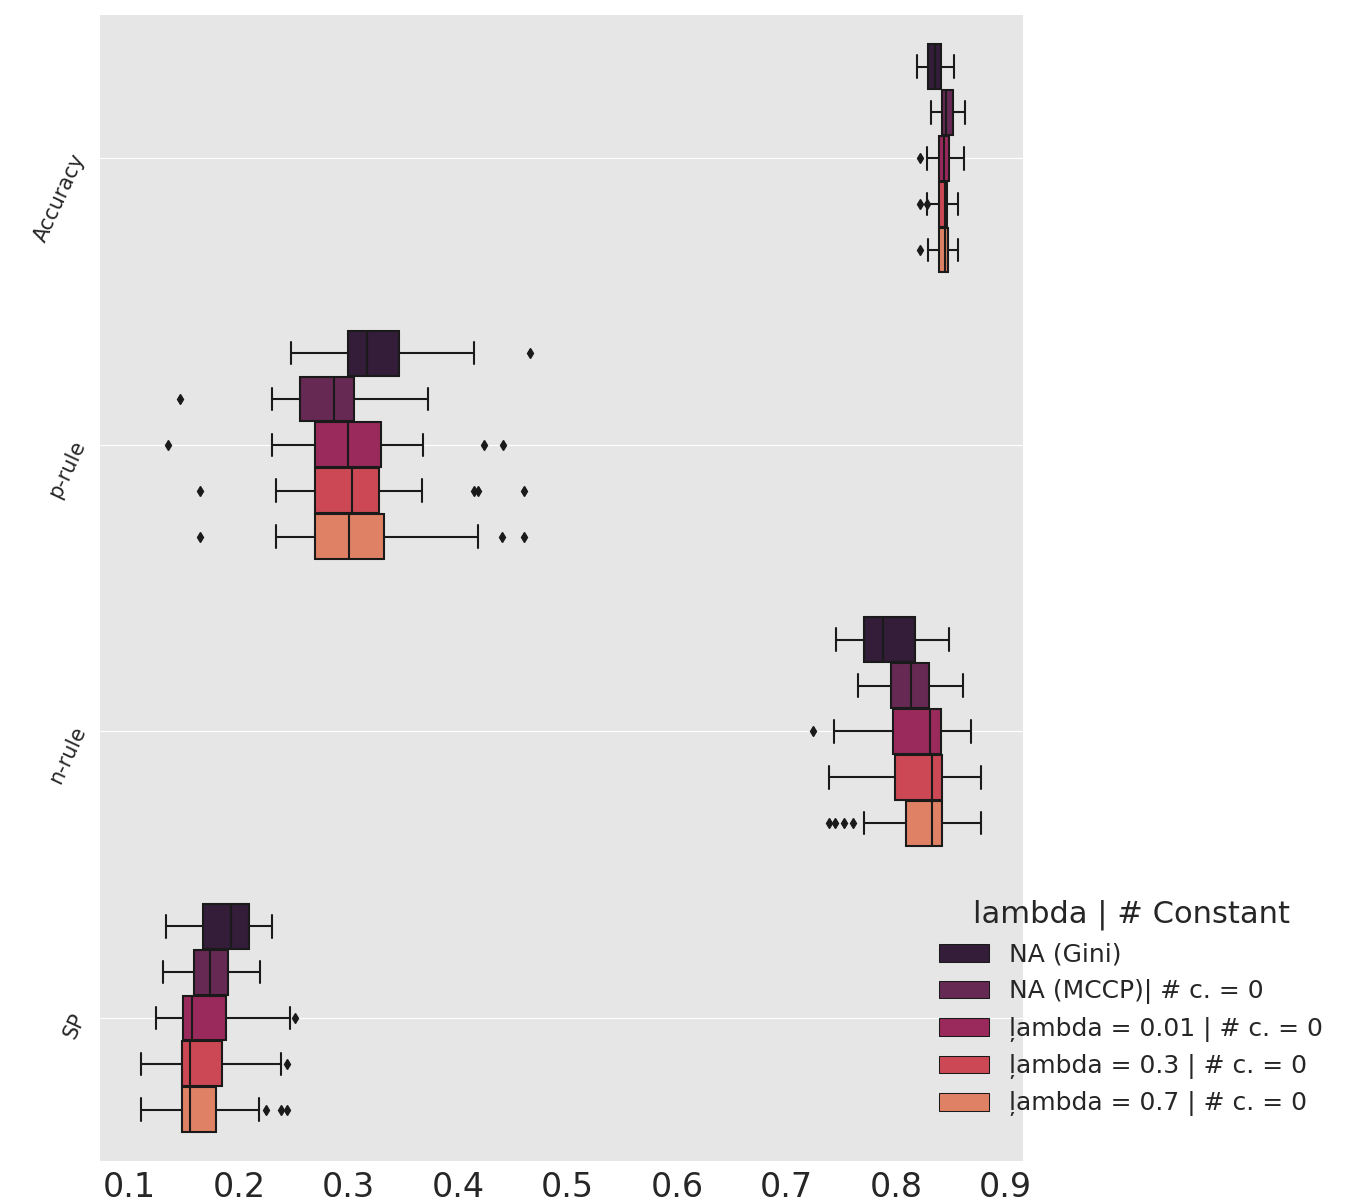 Accuracy
p-rule
n-rule
SP
lambda | # Constant
NA (Gini)
NA (MCCP)| # c. = 0
ļambda = 0.01 | # c. = 0
ļambda = 0.3 | # c. = 0
ļambda = 0.7 | # c. = 0
0.1 0.2 0.3 0.4 0.5 0.6 0.7 0.8 0.9